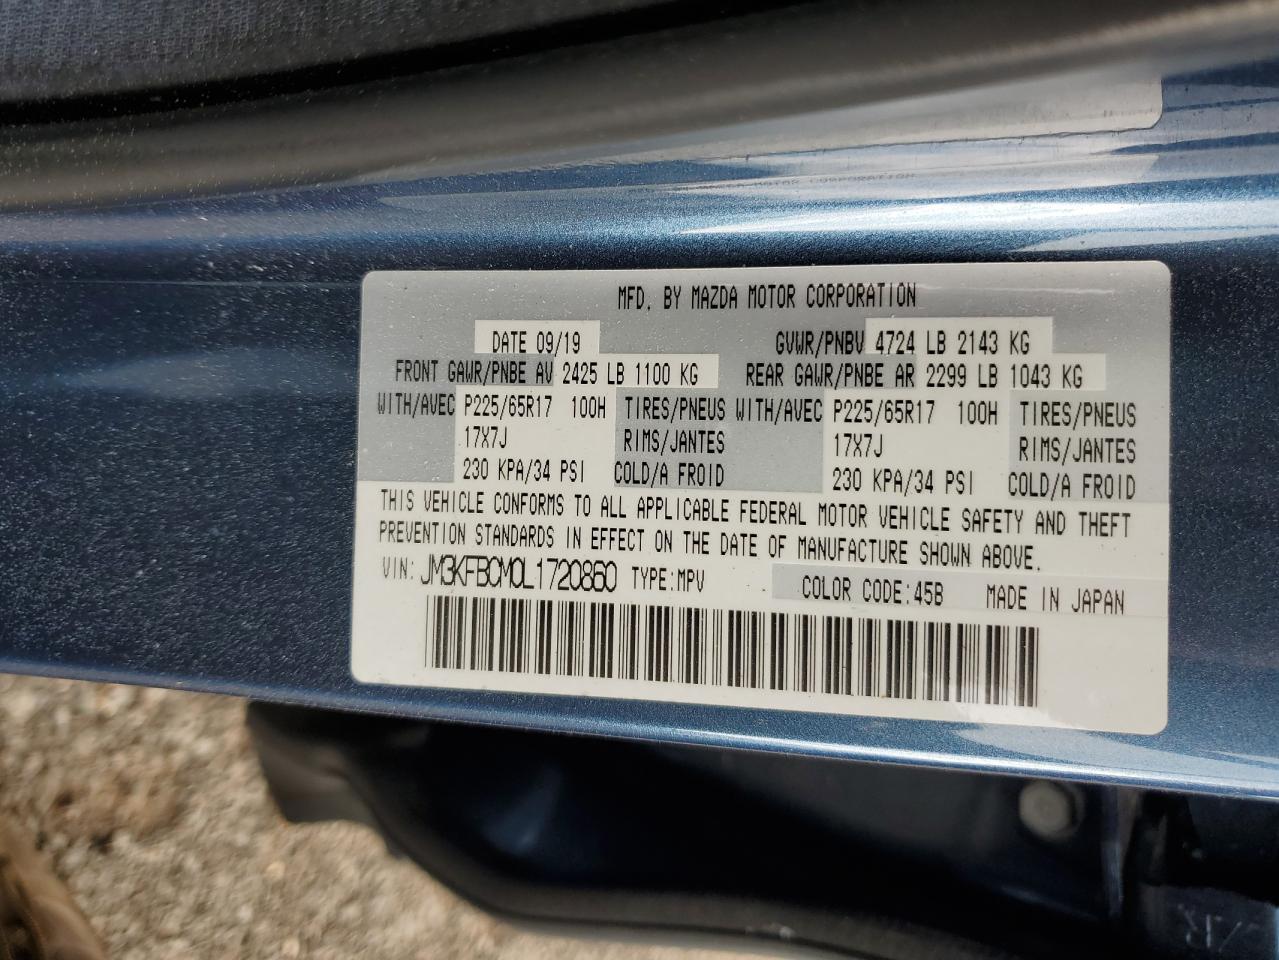 MFD. BY MAZDA MOTOR CORPORATION
DATE 09/19 GVWR/PNBV 4724 LB 2143 KG
FRONT GAWR/PNBE AV 2425 LB 1100 KG REAR GAWR/PNBE AR 2299 LB 1043 KG
WITH/AVEC P225/65R17 100H TIRES/PNEUS WITH/AVEC P225/65R17 100H TIRES/PNEUS
17X7J RIMS/JANTES 17X7J RIMS/JANTES
230 KPA/34 PSI COLD/A FROID 230 KPA/34 PSI COLD/A FROID
THIS VEHICLE CONFORMS TO ALL APPLICABLE FEDERAL MOTOR VEHICLE SAFETY AND THEFT
PREVENTION STANDARDS IN EFFECT ON THE DATE OF MANUFACTURE SHOWN ABOVE.
VIN: JM3KFBCM0L1720860 TYPE:MPV COLOR CODE:45B MADE IN JAPAN